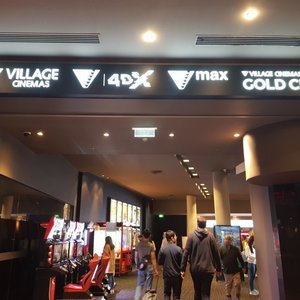 VILLAGE
CINEMAS
4DX
max
VILLAGE CINEMAS
GOLD C